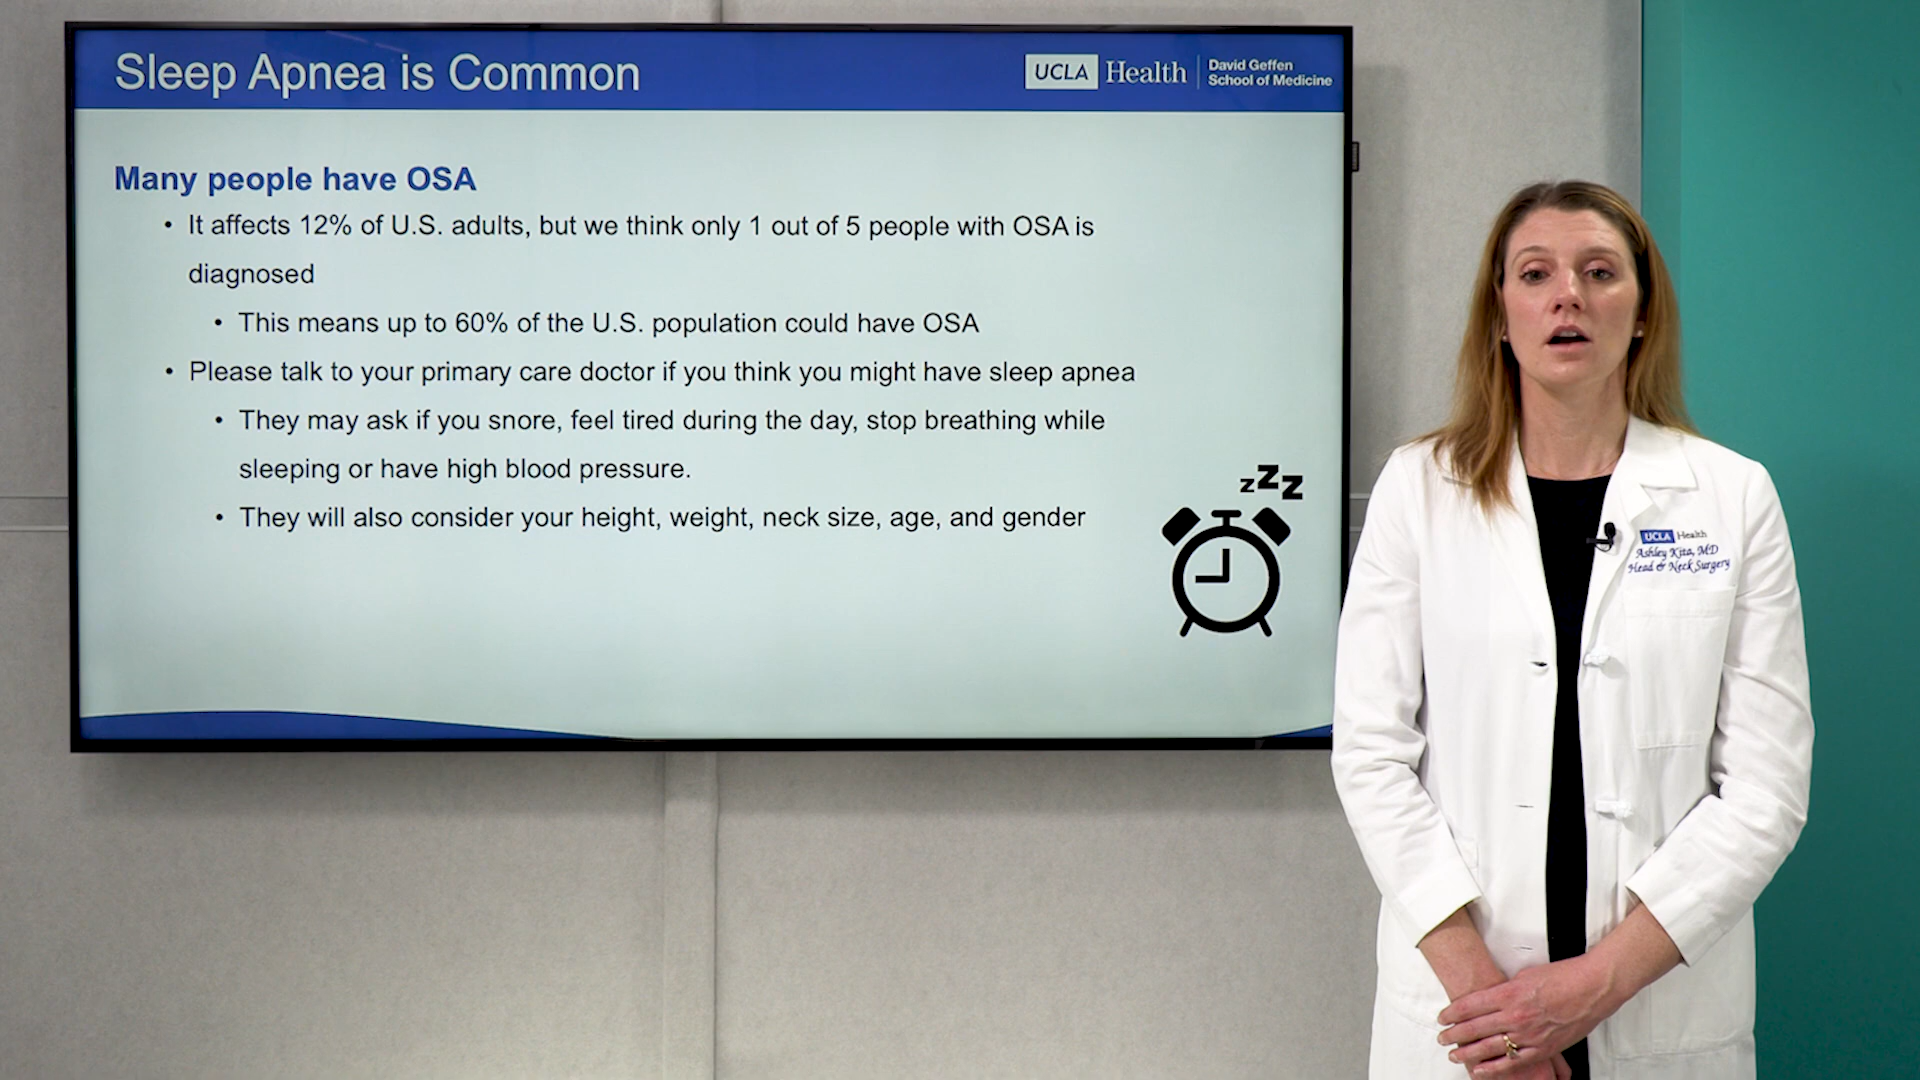 Sleep Apnea is Common
UCLA Health
David Geffen
School of Medicine
Many people have OSA
• It affects 12% of U.S. adults, but we think only 1 out of 5 people with OSA is
diagnosed
• This means up to 60% of the U.S. population could have OSA
• Please talk to your primary care doctor if you think you might have sleep apnea
• They may ask if you snore, feel tired during the day, stop breathing while
sleeping or have high blood pressure.
• They will also consider your height, weight, neck size, age, and gender
zZz
UCLA Health
Ashley Kita, MD
Head & Neck Surgery